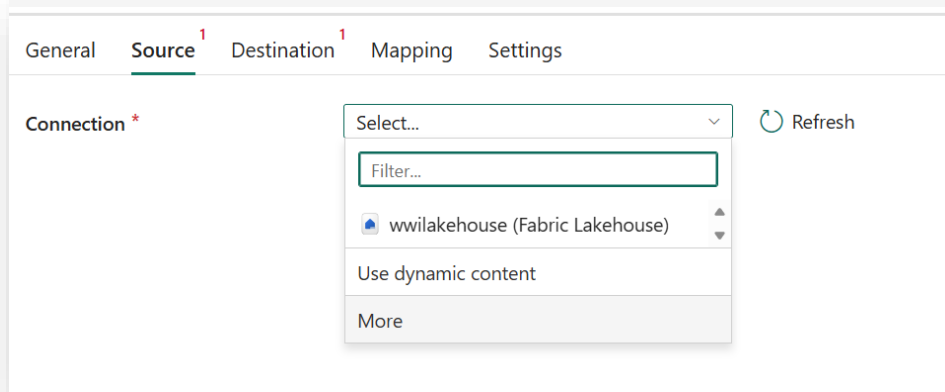 General Source 1 Destination 1 Mapping Settings
Connection * Select... Refresh
Filter...
wwilakehouse (Fabric Lakehouse)
Use dynamic content
More